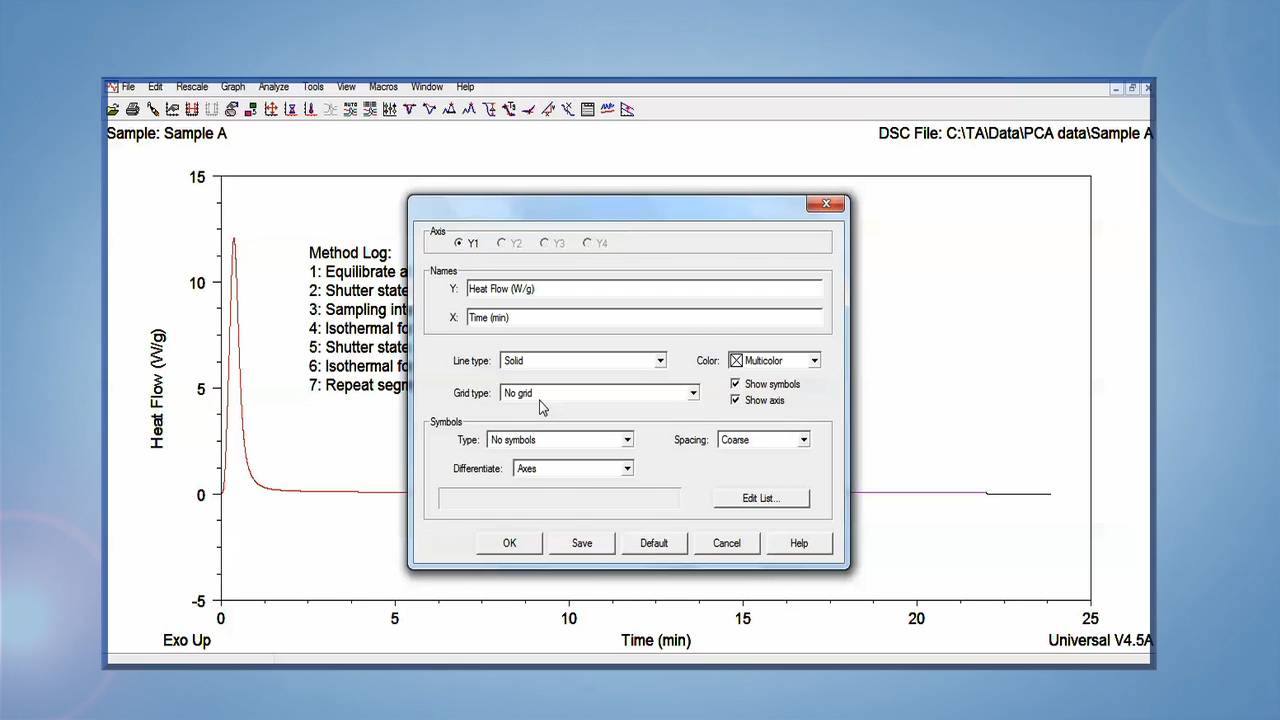 File Edit Rescale Graph Analyze Tools View Macros Window Help
Sample: Sample A
DSC File: C:\TA\Data\PCA data\Sample A
15
10
5
0
-5
Heat Flow (W/g)
Method Log:
1: Equilibrate a
2: Shutter state
3: Sampling int
4: Isothermal fo
5: Shutter state
6: Isothermal fo
7: Repeat segm
Axis
Y1 Y2 Y3 Y4
Names
Y: Heat Flow (W/g)
X: Time (min)
Line type: Solid Color: Multicolor
Show symbols
Grid type: No grid
Show axis
Symbols
Type: No symbols Spacing: Coarse
Differentiate: Axes
Edit List...
OK Save Default Cancel Help
0 5 10 15 20 25
Exo Up Time (min) Universal V4.5A